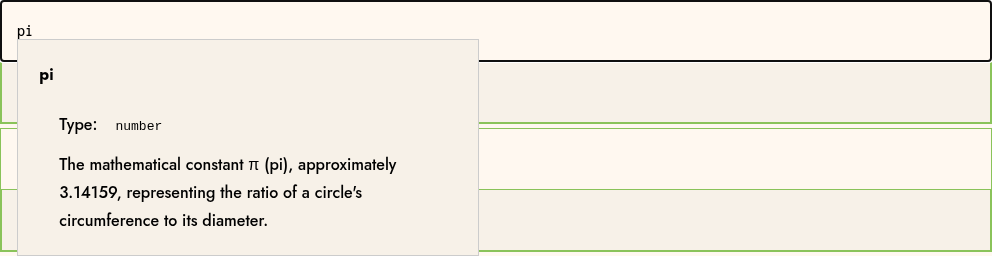 pi
pi
Type: number
The mathematical constant π (pi), approximately
3.14159, representing the ratio of a circle's
circumference to its diameter.